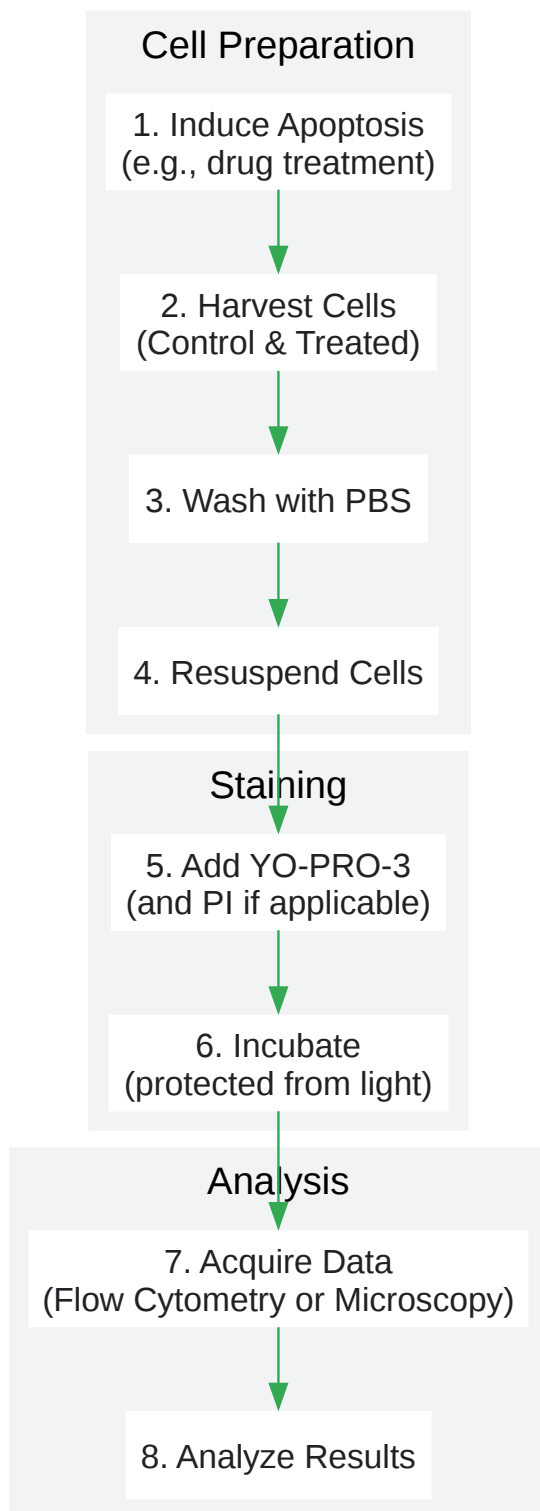 Cell Preparation
1. Induce Apoptosis
(e.g., drug treatment)
2. Harvest Cells
(Control & Treated)
3. Wash with PBS
4. Resuspend Cells
Staining
5. Add YO-PRO-3
(and PI if applicable)
6. Incubate
(protected from light)
Analysis
7. Acquire Data
(Flow Cytometry or Microscopy)
8. Analyze Results